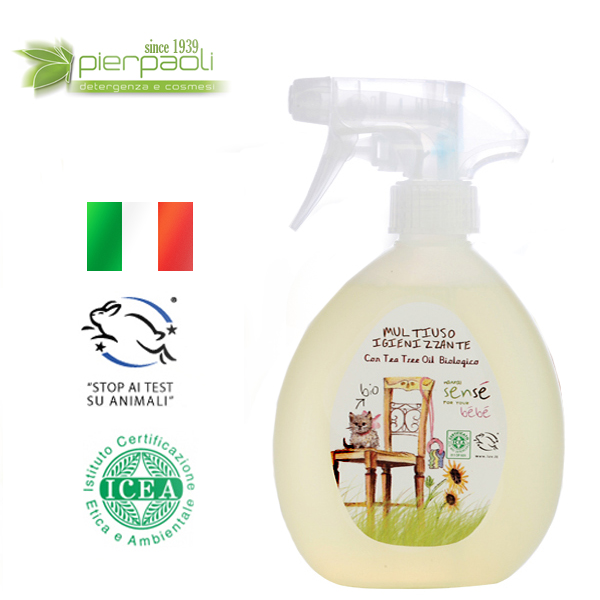 since 1939
pierpaoli
detergenza e cosmesi
®
"STOP AI TEST
SU ANIMALI"
Istituto Certificazione
ICEA
Etica e Ambientale
MULTIUSO
IGIENIZZANTE
Con Tea Tree Oil Biologico
bio
sensé
FOR YOUR
bébé